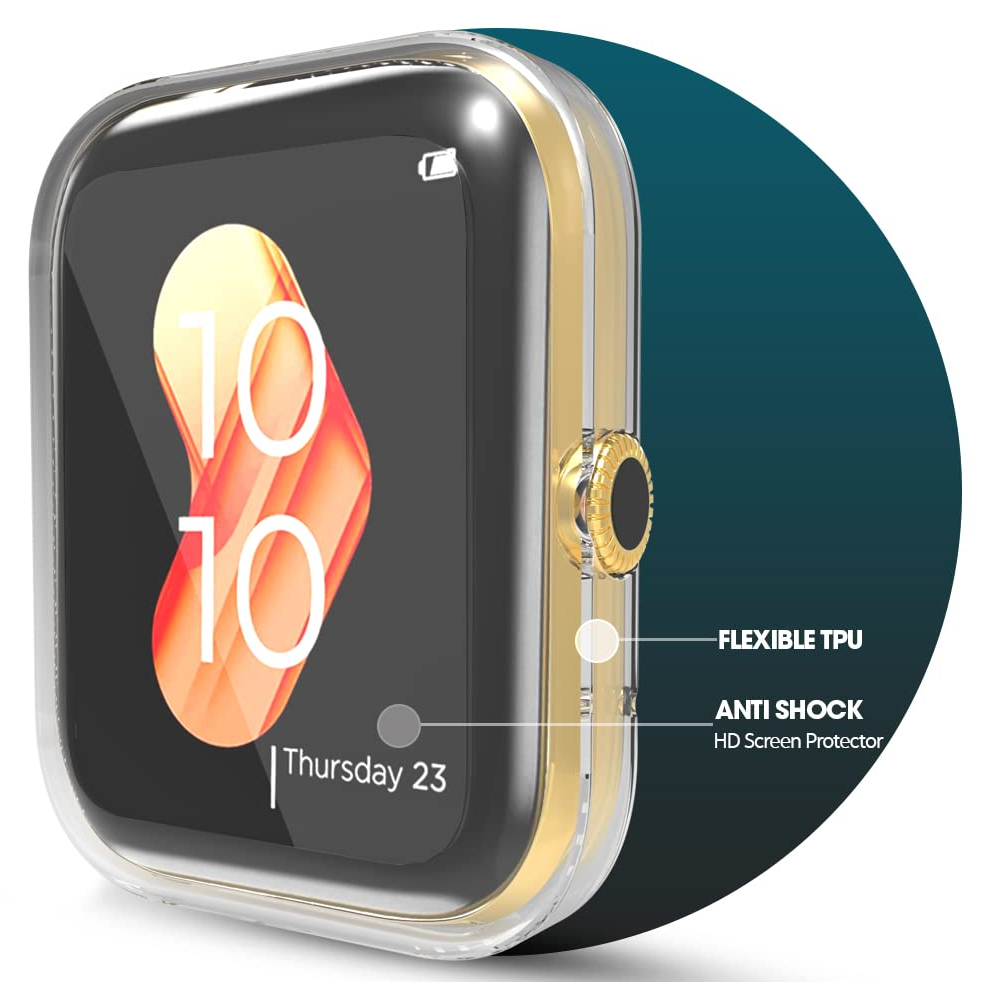 10
10
Thursday 23
FLEXIBLE TPU
ANTI SHOCK
HD Screen Protector